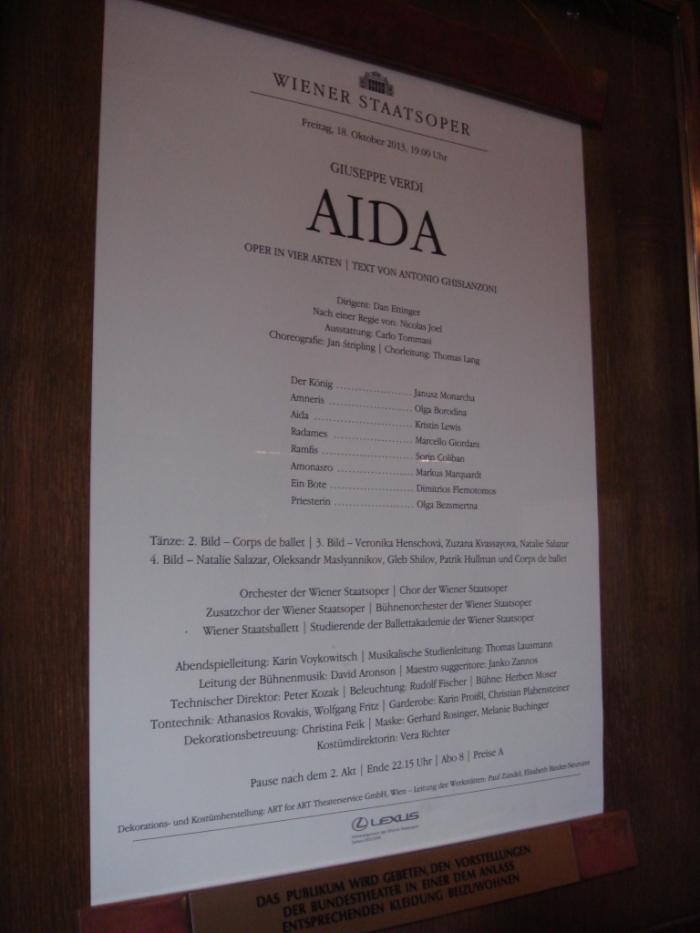 WIENER STAATSOPER
Freitag, 18. Oktober 2013, 19:00 Uhr
GIUSEPPE VERDI
AIDA
OPER IN VIER AKTEN | TEXT VON ANTONIO GHISLANZONI
Dirigent: Dan Ettinger
Nach einer Regie von: Nicolas Joel
Ausstattung: Carlo Tommasi
Choreografie: Jan Stripling | Chorleitung: Thomas Lang
Der König ........................ Janusz Monarcha
Amneris ........................ Olga Borodina
Aida ........................ Kristin Lewis
Radames ........................ Marcello Giordani
Ramfis ........................ Sorin Coliban
Amonasro ........................ Markus Marquardt
Ein Bote ........................ Dimitrios Flemotomos
Priesterin ........................ Olga Bezsmertna
Tänze: 2. Bild – Corps de ballet | 3. Bild – Veronika Henschová, Zuzana Kvassayova, Natalie Salazar
4. Bild – Natalie Salazar, Oleksandr Maslyannikov, Gleb Shilov, Patrik Hullman und Corps de ballet
Orchester der Wiener Staatsoper | Chor der Wiener Staatsoper
Zusatzchor der Wiener Staatsoper | Bühnenorchester der Wiener Staatsoper
Wiener Staatsballett | Studierende der Ballettakademie der Wiener Staatsoper
Abendspielleitung: Karin Voykowitsch | Musikalische Studienleitung: Thomas Lausmann
Leitung der Bühnenmusik: David Aronson | Maestro suggeritore: Janko Zannos
Technischer Direktor: Peter Kozak | Beleuchtung: Rudolf Fischer | Bühne: Herbert Moser
Tontechnik: Athanasios Rovakis, Wolfgang Fritz | Garderobe: Karin Proißl, Christian Plabensteiner
Dekorationsbetreuung: Christina Feik | Maske: Gerhard Rosinger, Melanie Buchinger
Kostümdirektorin: Vera Richter
Pause nach dem 2. Akt | Ende 22.15 Uhr | Abo 8 | Preise A
Dekorations- und Kostümherstellung: ART for ART Theaterservice GmbH, Wien – Leitung der Werkstätten: Paul Zündel, Elisabeth Binder-Neururer
LEXUS
DAS PUBLIKUM WIRD GEBETEN, DEN VORSTELLUNGEN
DER BUNDESTHEATER IN EINER DEM ANLASS
ENTSPRECHENDEN KLEIDUNG BEIZUWOHNEN